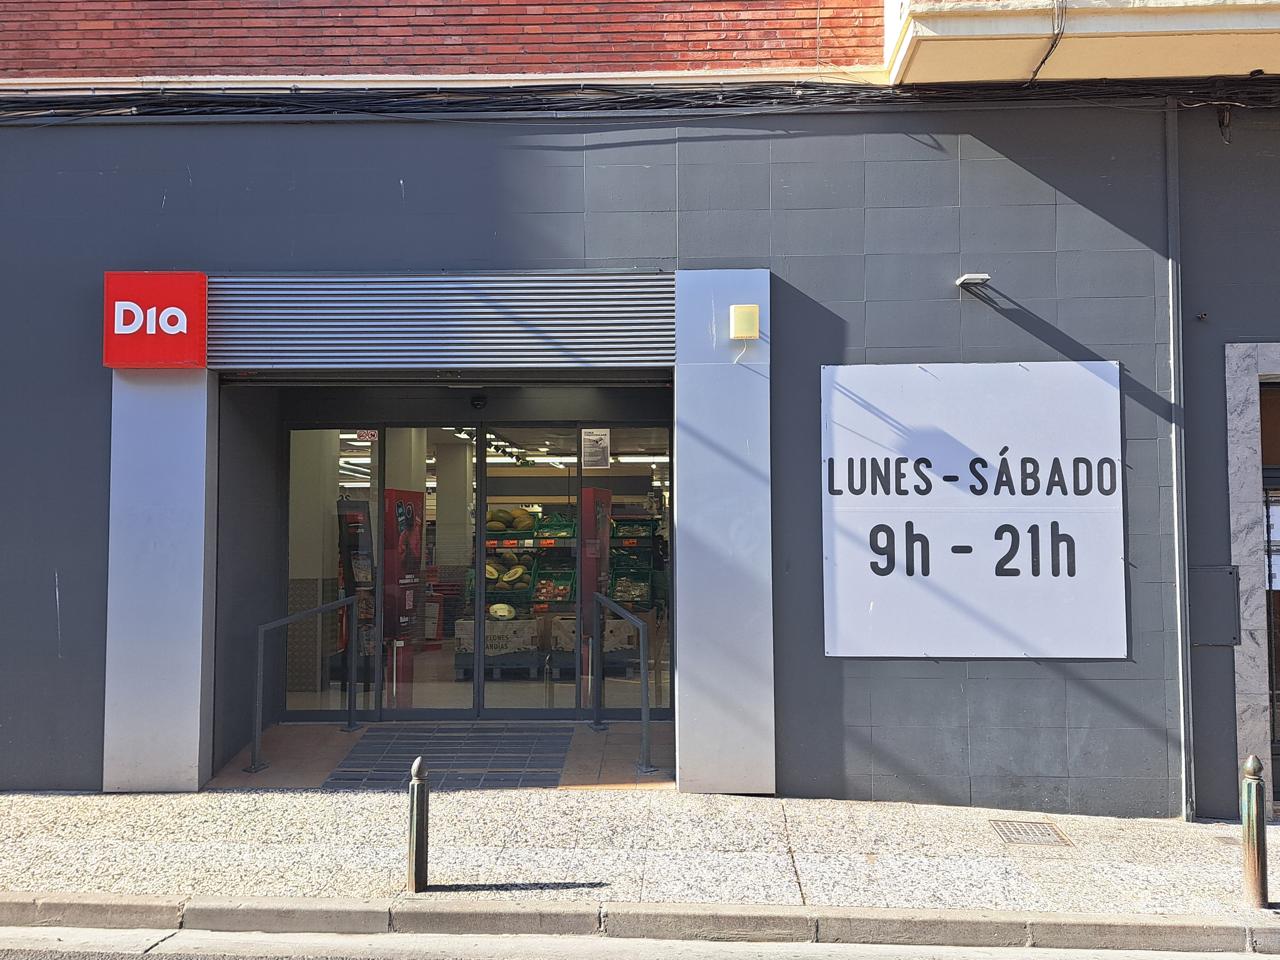 Dia
LUNES - SÁBADO
9h - 21h